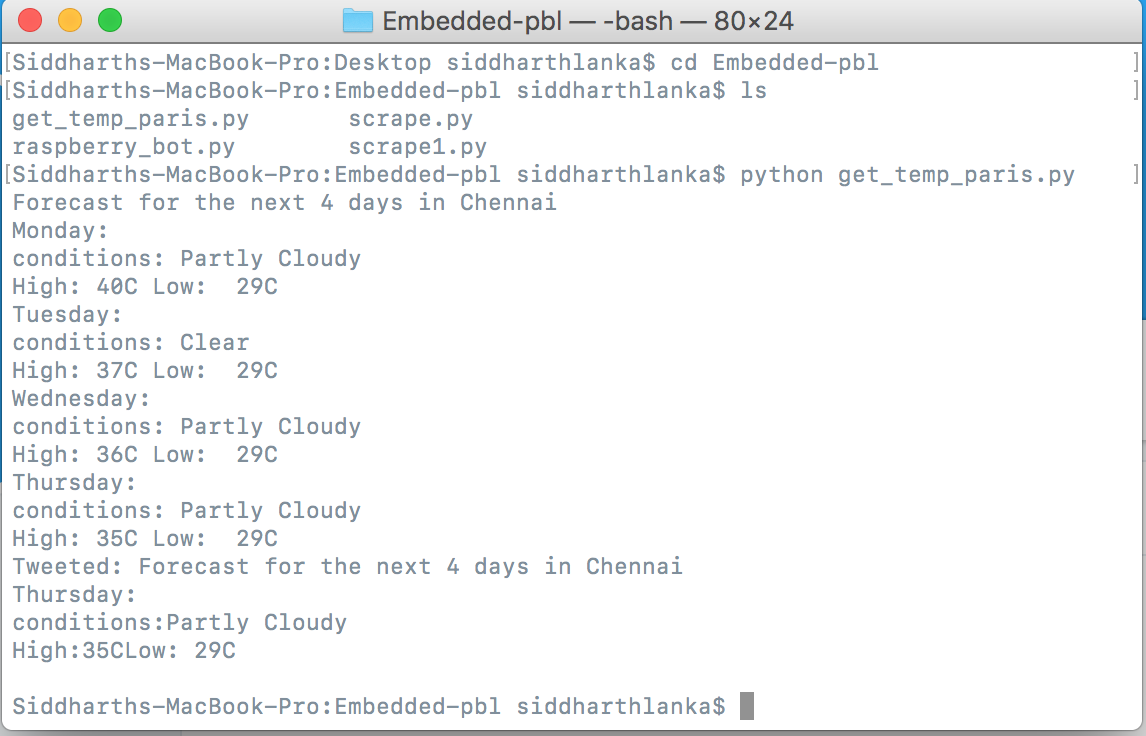 Embedded-pbl — -bash — 80×24
[Siddharths-MacBook-Pro:Desktop siddharthlanka$ cd Embedded-pbl ]
[Siddharths-MacBook-Pro:Embedded-pbl siddharthlanka$ ls ]
get_temp_paris.py scrape.py
raspberry_bot.py scrape1.py
[Siddharths-MacBook-Pro:Embedded-pbl siddharthlanka$ python get_temp_paris.py ]
Forecast for the next 4 days in Chennai
Monday:
conditions: Partly Cloudy
High: 40C Low:  29C
Tuesday:
conditions: Clear
High: 37C Low:  29C
Wednesday:
conditions: Partly Cloudy
High: 36C Low:  29C
Thursday:
conditions: Partly Cloudy
High: 35C Low:  29C
Tweeted: Forecast for the next 4 days in Chennai
Thursday:
conditions:Partly Cloudy
High:35CLow: 29C
Siddharths-MacBook-Pro:Embedded-pbl siddharthlanka$